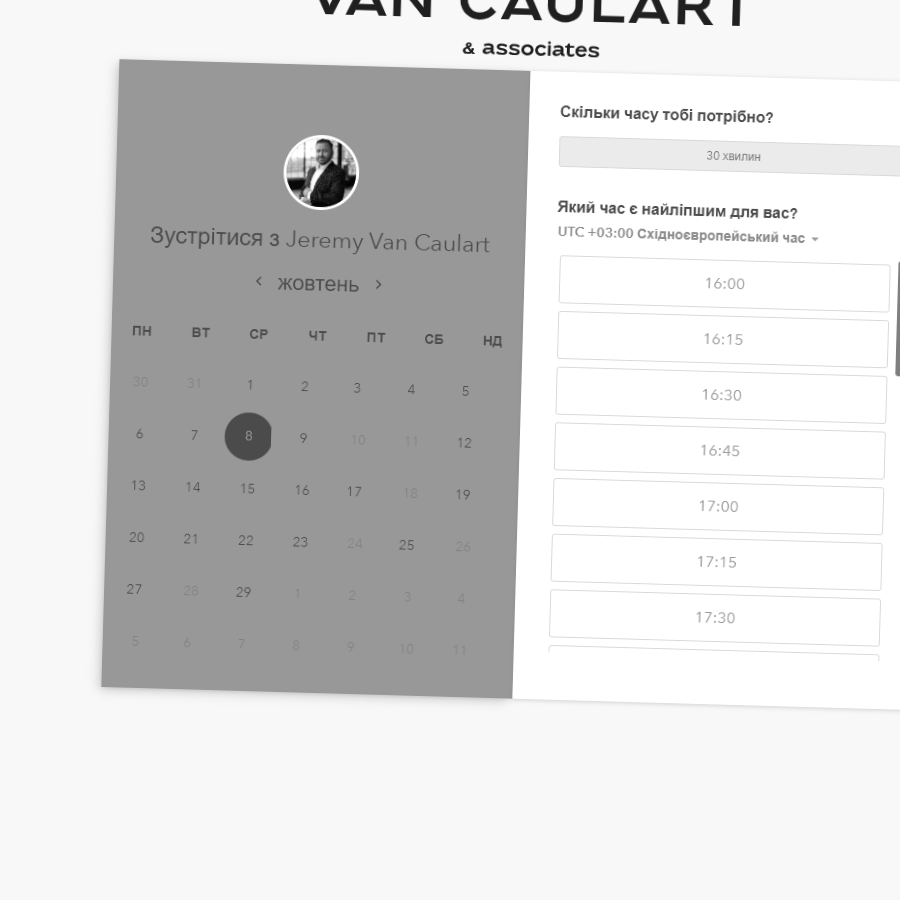 VAN CAULART
& associates
Зустрітися з Jeremy Van Caulart
жовтень
ПН ВТ СР ЧТ ПТ СБ НД
30 31 1 2 3 4 5
6 7 8 9 10 11 12
13 14 15 16 17 18 19
20 21 22 23 24 25 26
27 28 29 1 2 3 4
5 6 7 8 9 10 11
Скільки часу тобі потрібно?
30 хвилин
Який час є найліпшим для вас?
UTC +03:00 Східноєвропейський час
16:00
16:15
16:30
16:45
17:00
17:15
17:30